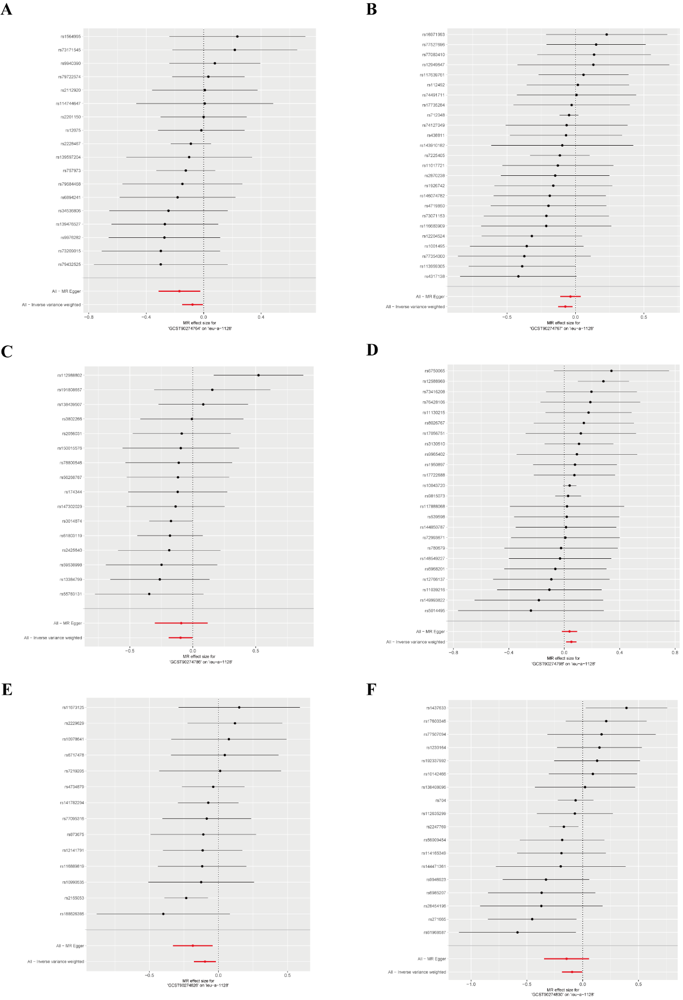 A
rs1564995
rs73171545
rs9940390
rs79722574
rs2112920
rs114744647
rs2201150
rs12075
rs2228467
rs139597204
rs757973
rs79684468
rs6894241
rs34536806
rs139476527
rs9976282
rs73209015
rs79432525
All − MR Egger
All − Inverse variance weighted
−0.8 −0.4 0.0 0.4
MR effect size for
'GCST90274764' on 'ieu−a−1128'
B
rs16971993
rs77527696
rs77083410
rs12949647
rs117639761
rs112492
rs74491711
rs17735284
rs712048
rs74127049
rs438811
rs143910182
rs7225405
rs11017721
rs2870238
rs1926742
rs146074782
rs4719850
rs73071153
rs116683909
rs12204524
rs1001495
rs77354000
rs113959305
rs4317138
All − MR Egger
All − Inverse variance weighted
−0.5 0.0 0.5
MR effect size for
'GCST90274767' on 'ieu−a−1128'
C
rs112988802
rs191808657
rs138439507
rs3802266
rs2056031
rs150015576
rs78800546
rs56268787
rs174344
rs147302029
rs3014874
rs61803119
rs2425640
rs59538998
rs13384799
rs55783131
All − MR Egger
All − Inverse variance weighted
−0.5 0.0 0.5
MR effect size for
'GCST90274786' on 'ieu−a−1128'
D
rs6750065
rs12588969
rs73416208
rs76428106
rs11130215
rs8026767
rs17056751
rs3130510
rs9965402
rs1950897
rs17722688
rs10043720
rs9815073
rs117888068
rs539598
rs144850787
rs72993671
rs780679
rs148549227
rs6968201
rs12766137
rs11039216
rs149993822
rs5014495
All − MR Egger
All − Inverse variance weighted
−0.8 −0.4 0.0 0.4 0.8
MR effect size for
'GCST90274798' on 'ieu−a−1128'
E
rs11673125
rs2229629
rs10978641
rs6717478
rs7219205
rs4734879
rs141782294
rs77095316
rs873675
rs12141791
rs116889819
rs10990535
rs2155053
rs188626385
All − MR Egger
All − Inverse variance weighted
−0.5 0.0 0.5
MR effect size for
'GCST90274826' on 'ieu−a−1128'
F
rs1437633
rs17600346
rs77507094
rs1230164
rs192337992
rs10142466
rs138408096
rs704
rs112635299
rs2247769
rs56009454
rs114165349
rs144471361
rs9946923
rs6985207
rs28454196
rs271665
rs61968587
All − MR Egger
All − Inverse variance weighted
−1.0 −0.5 0.0 0.5
MR effect size for
'GCST90274830' on 'ieu−a−1128'